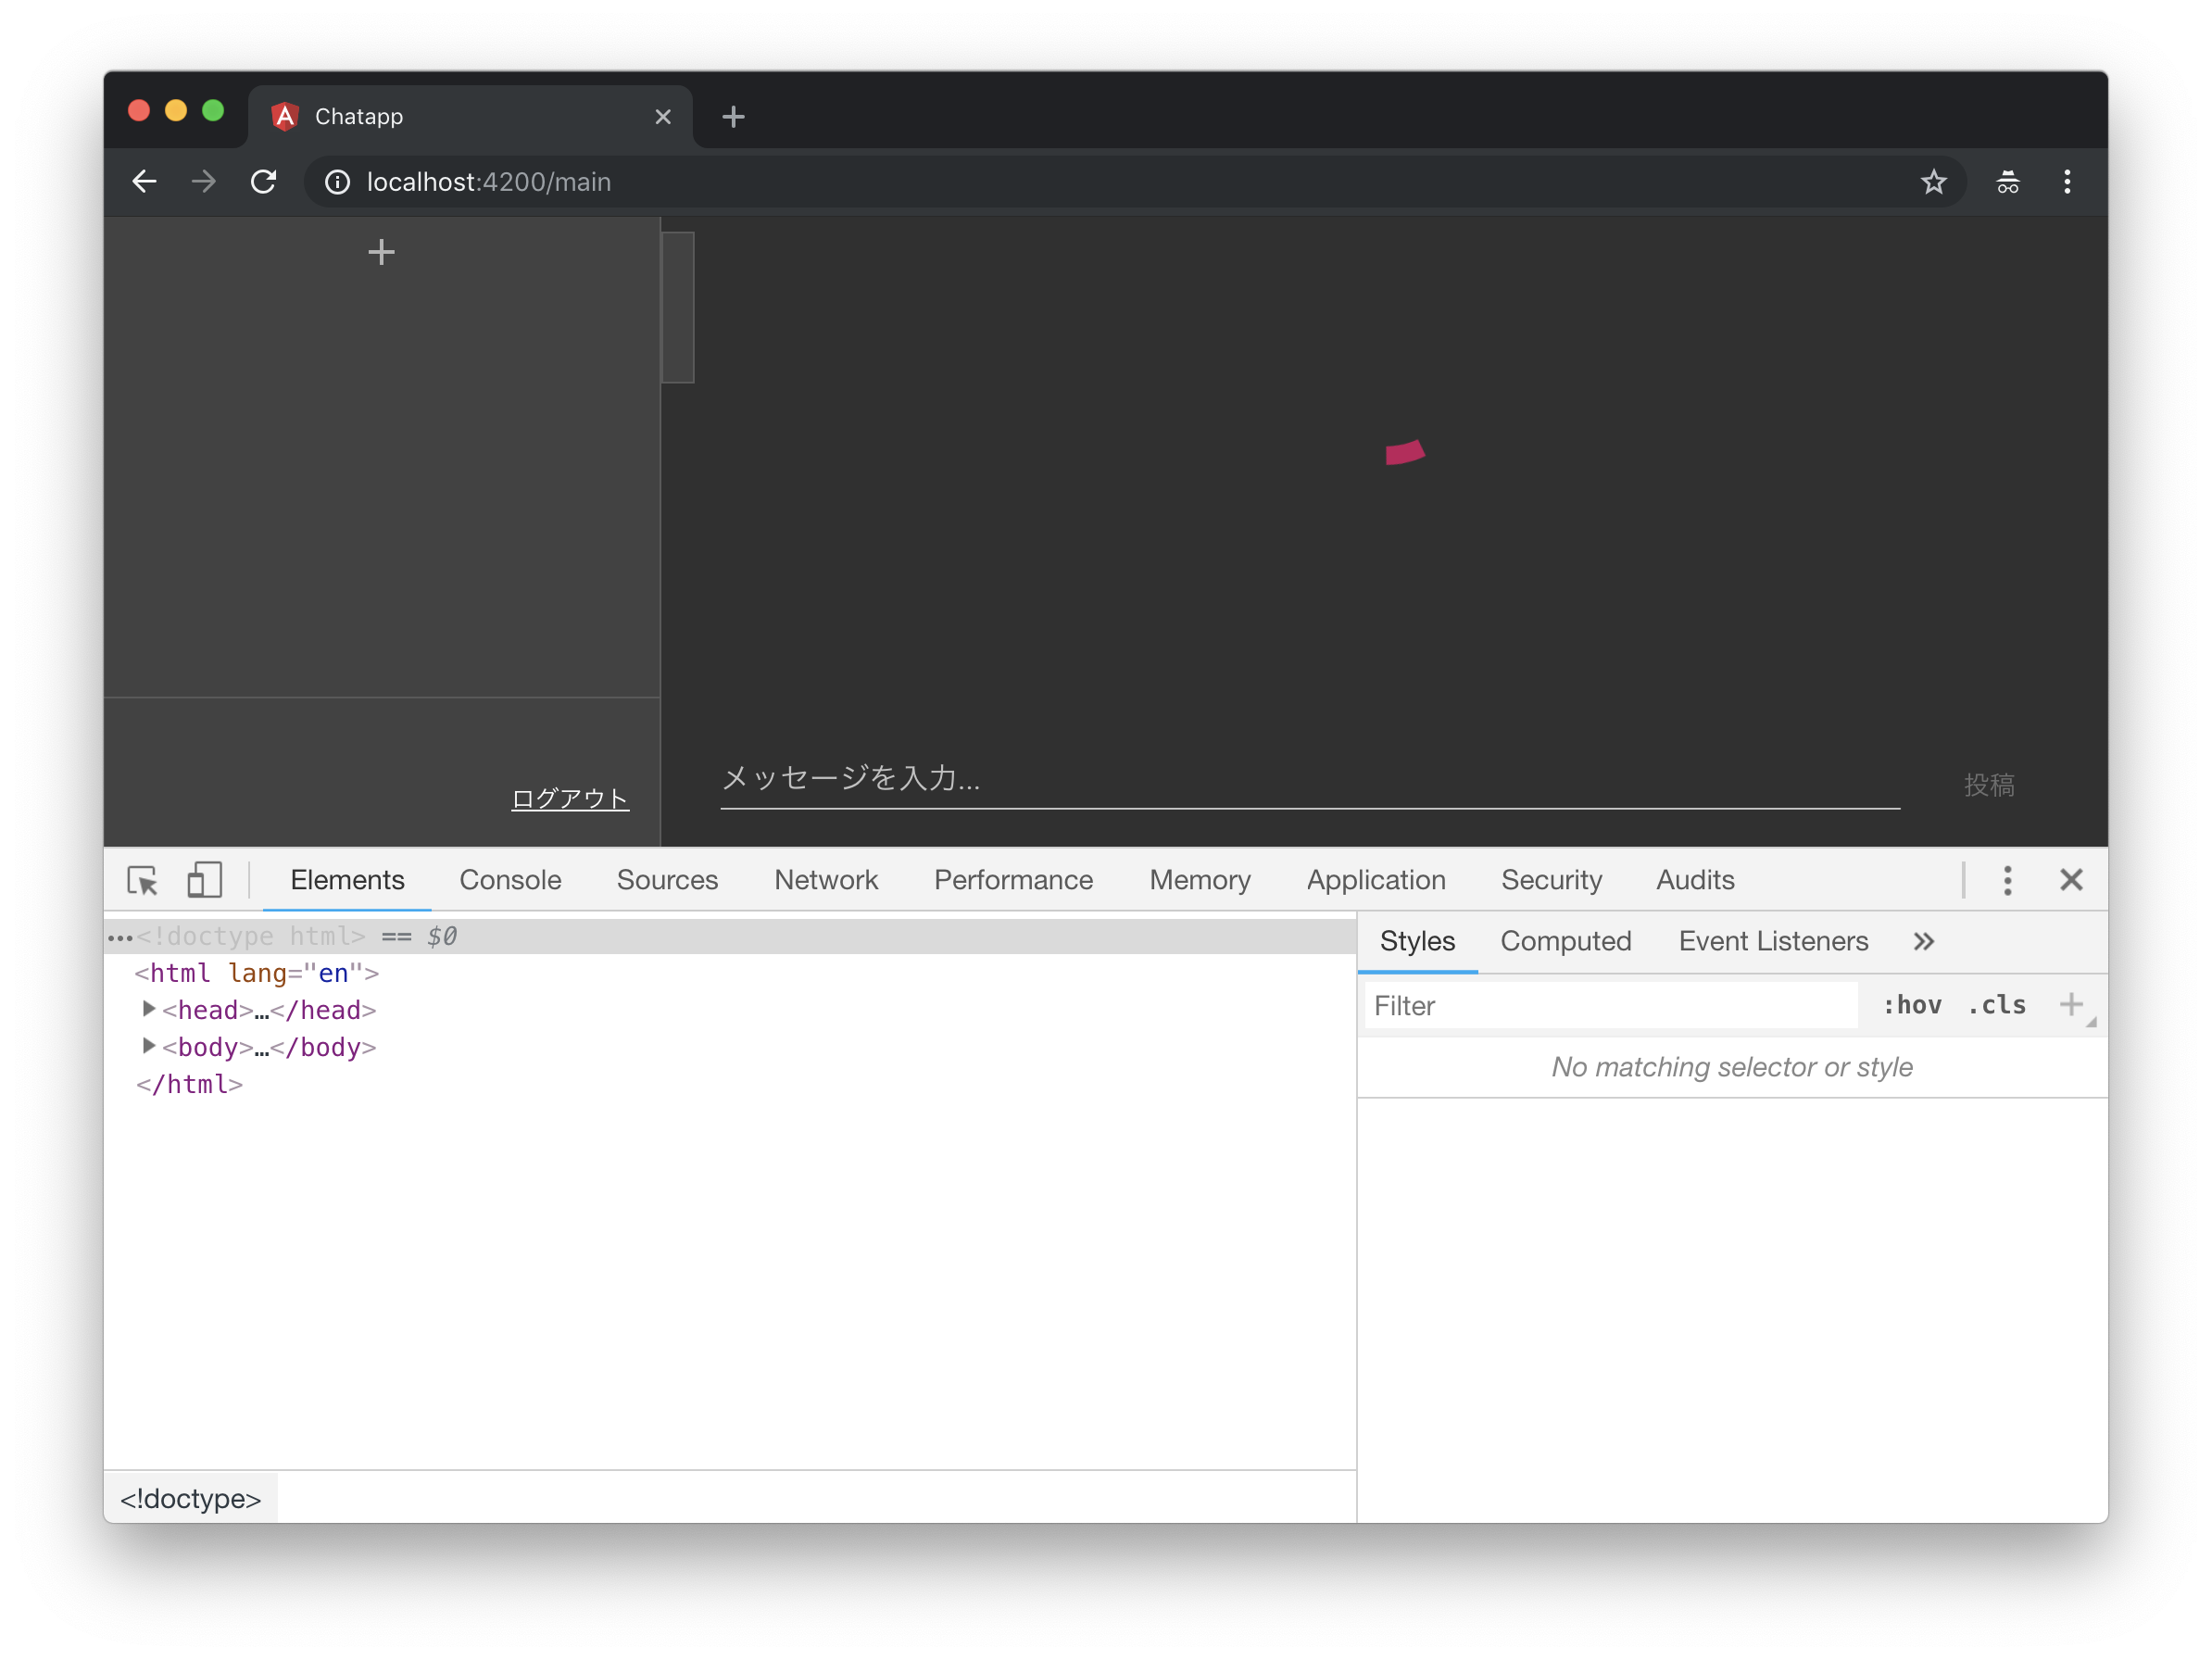 Chatapp
localhost:4200/main
メッセージを入力...
投稿
ログアウト
Elements Console Sources Network Performance Memory Application Security Audits
<!doctype html> == $0
<html lang="en">
<head>…</head>
<body>…</body>
</html>
Styles Computed Event Listeners
Filter :hov .cls
No matching selector or style
<!doctype>